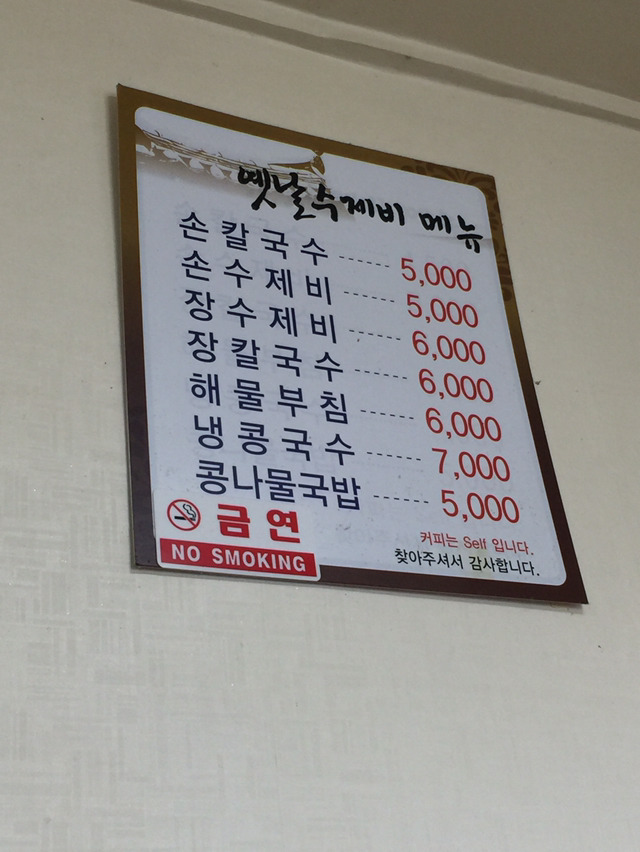 옛날수제비 메뉴
손칼국수 ------ 5,000
손수제비 ------ 5,000
장수제비 ------ 6,000
장칼국수 ------ 6,000
해물부침 ------ 6,000
냉콩국수 ------ 7,000
콩나물국밥 ------ 5,000
금연
NO SMOKING
커피는 Self 입니다.
찾아주셔서 감사합니다.